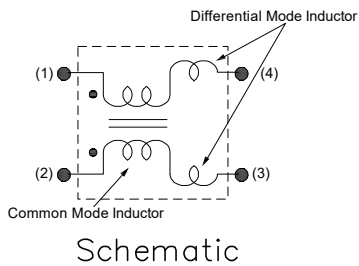 Differential Mode Inductor
(1)
(4)
(2)
(3)
Common Mode Inductor
Schematic